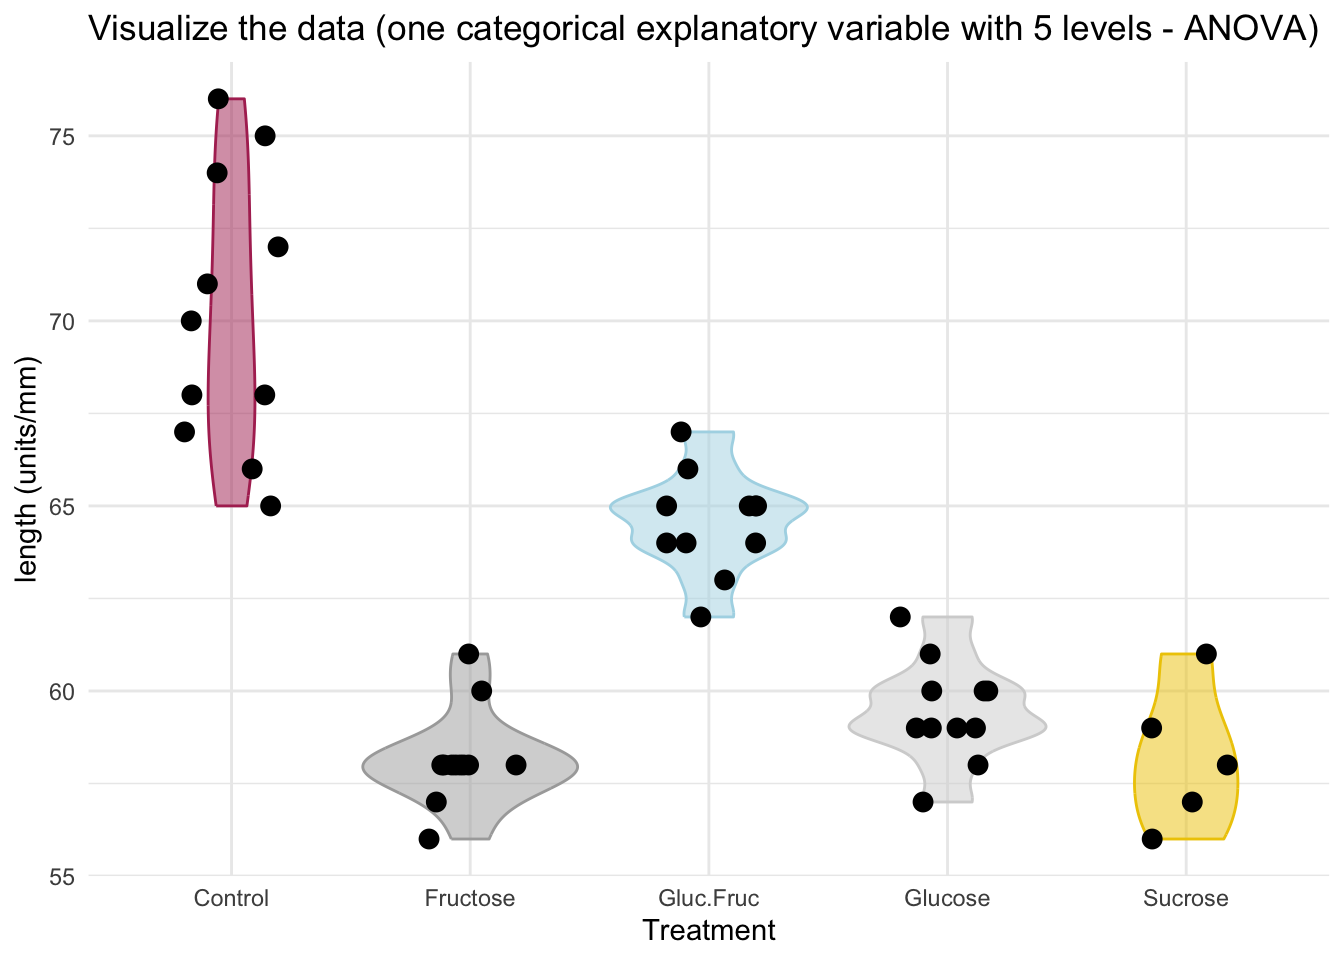 Visualize the data (one categorical explanatory variable with 5 levels - ANOVA)
75
70
65
60
55
length (units/mm)
Control
Fructose
Gluc.Fruc
Glucose
Sucrose
Treatment